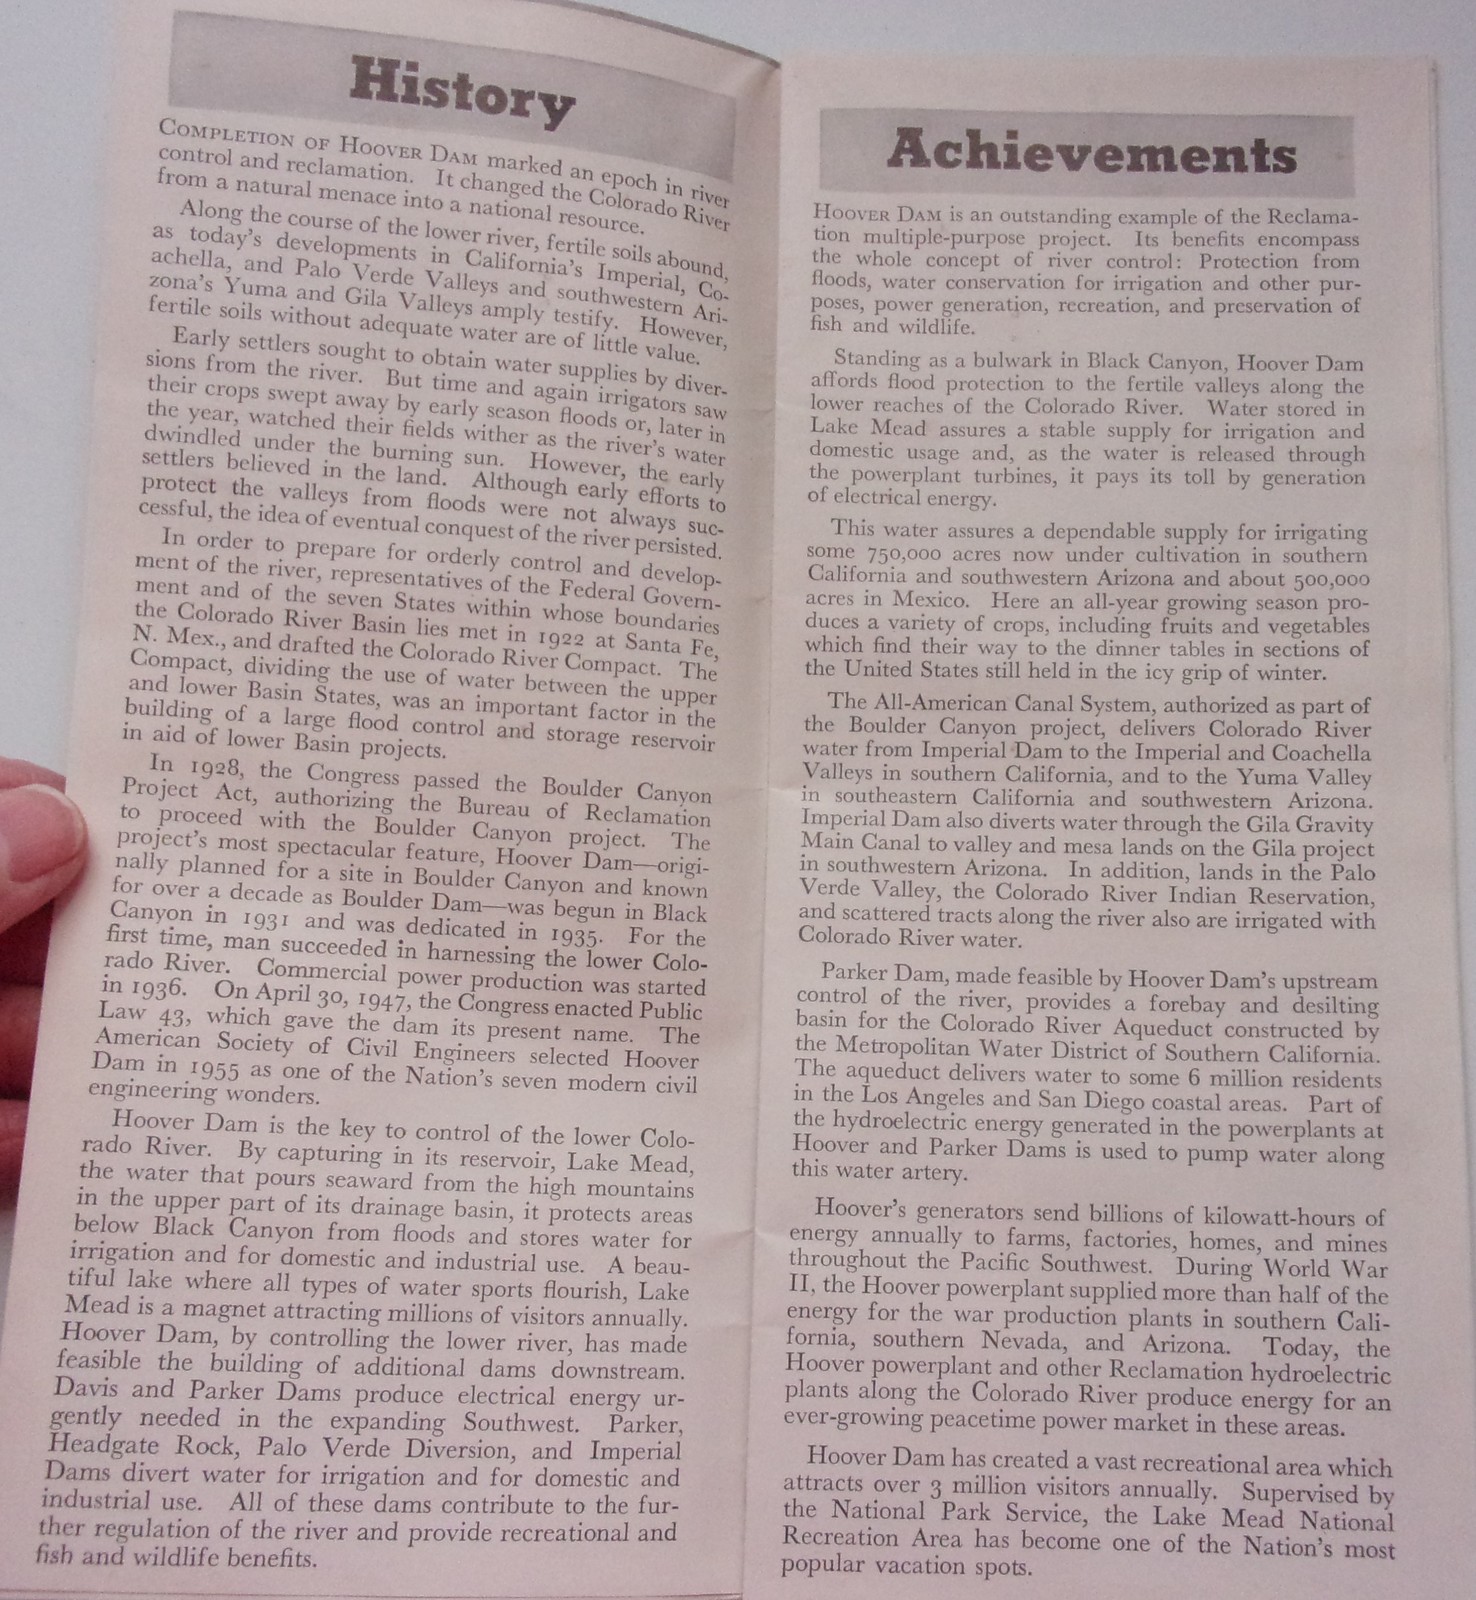 History
COMPLETION OF HOOVER DAM marked an epoch in river
control and reclamation. It changed the Colorado River
from a natural menace into a national resource.
Along the course of the lower river, fertile soils abound,
as today's developments in California's Imperial, Co-
achella, and Palo Verde Valleys and southwestern Ari-
zona's Yuma and Gila Valleys amply testify. However,
fertile soils without adequate water are of little value.
Early settlers sought to obtain water supplies by diver-
sions from the river. But time and again irrigators saw
their crops swept away by early season floods or, later in
the year, watched their fields wither as the river's water
dwindled under the burning sun. However, the early
settlers believed in the land. Although early efforts to
protect the valleys from floods were not always suc-
cessful, the idea of eventual conquest of the river persisted.
In order to prepare for orderly control and develop-
ment of the river, representatives of the Federal Govern-
ment and of the seven States within whose boundaries
the Colorado River Basin lies met in 1922 at Santa Fe,
N. Mex., and drafted the Colorado River Compact. The
Compact, dividing the use of water between the upper
and lower Basin States, was an important factor in the
building of a large flood control and storage reservoir
in aid of lower Basin projects.
In 1928, the Congress passed the Boulder Canyon
Project Act, authorizing the Bureau of Reclamation
to proceed with the Boulder Canyon project. The
project's most spectacular feature, Hoover Dam—origi-
nally planned for a site in Boulder Canyon and known
for over a decade as Boulder Dam—was begun in Black
Canyon in 1931 and was dedicated in 1935. For the
first time, man succeeded in harnessing the lower Colo-
rado River. Commercial power production was started
in 1936. On April 30, 1947, the Congress enacted Public
Law 43, which gave the dam its present name. The
American Society of Civil Engineers selected Hoover
Dam in 1955 as one of the Nation's seven modern civil
engineering wonders.
Hoover Dam is the key to control of the lower Colo-
rado River. By capturing in its reservoir, Lake Mead,
the water that pours seaward from the high mountains
in the upper part of its drainage basin, it protects areas
below Black Canyon from floods and stores water for
irrigation and for domestic and industrial use. A beau-
tiful lake where all types of water sports flourish, Lake
Mead is a magnet attracting millions of visitors annually.
Hoover Dam, by controlling the lower river, has made
feasible the building of additional dams downstream.
Davis and Parker Dams produce electrical energy ur-
gently needed in the expanding Southwest. Parker,
Headgate Rock, Palo Verde Diversion, and Imperial
Dams divert water for irrigation and for domestic and
industrial use. All of these dams contribute to the fur-
ther regulation of the river and provide recreational and
fish and wildlife benefits.
Achievements
HOOVER DAM is an outstanding example of the Reclama-
tion multiple-purpose project. Its benefits encompass
the whole concept of river control: Protection from
floods, water conservation for irrigation and other pur-
poses, power generation, recreation, and preservation of
fish and wildlife.
Standing as a bulwark in Black Canyon, Hoover Dam
affords flood protection to the fertile valleys along the
lower reaches of the Colorado River. Water stored in
Lake Mead assures a stable supply for irrigation and
domestic usage and, as the water is released through
the powerplant turbines, it pays its toll by generation
of electrical energy.
This water assures a dependable supply for irrigating
some 750,000 acres now under cultivation in southern
California and southwestern Arizona and about 500,000
acres in Mexico. Here an all-year growing season pro-
duces a variety of crops, including fruits and vegetables
which find their way to the dinner tables in sections of
the United States still held in the icy grip of winter.
The All-American Canal System, authorized as part of
the Boulder Canyon project, delivers Colorado River
water from Imperial Dam to the Imperial and Coachella
Valleys in southern California, and to the Yuma Valley
in southeastern California and southwestern Arizona.
Imperial Dam also diverts water through the Gila Gravity
Main Canal to valley and mesa lands on the Gila project
in southwestern Arizona. In addition, lands in the Palo
Verde Valley, the Colorado River Indian Reservation,
and scattered tracts along the river also are irrigated with
Colorado River water.
Parker Dam, made feasible by Hoover Dam's upstream
control of the river, provides a forebay and desilting
basin for the Colorado River Aqueduct constructed by
the Metropolitan Water District of Southern California.
The aqueduct delivers water to some 6 million residents
in the Los Angeles and San Diego coastal areas. Part of
the hydroelectric energy generated in the powerplants at
Hoover and Parker Dams is used to pump water along
this water artery.
Hoover's generators send billions of kilowatt-hours of
energy annually to farms, factories, homes, and mines
throughout the Pacific Southwest. During World War
II, the Hoover powerplant supplied more than half of the
energy for the war production plants in southern Cali-
fornia, southern Nevada, and Arizona. Today, the
Hoover powerplant and other Reclamation hydroelectric
plants along the Colorado River produce energy for an
ever-growing peacetime power market in these areas.
Hoover Dam has created a vast recreational area which
attracts over 3 million visitors annually. Supervised by
the National Park Service, the Lake Mead National
Recreation Area has become one of the Nation's most
popular vacation spots.